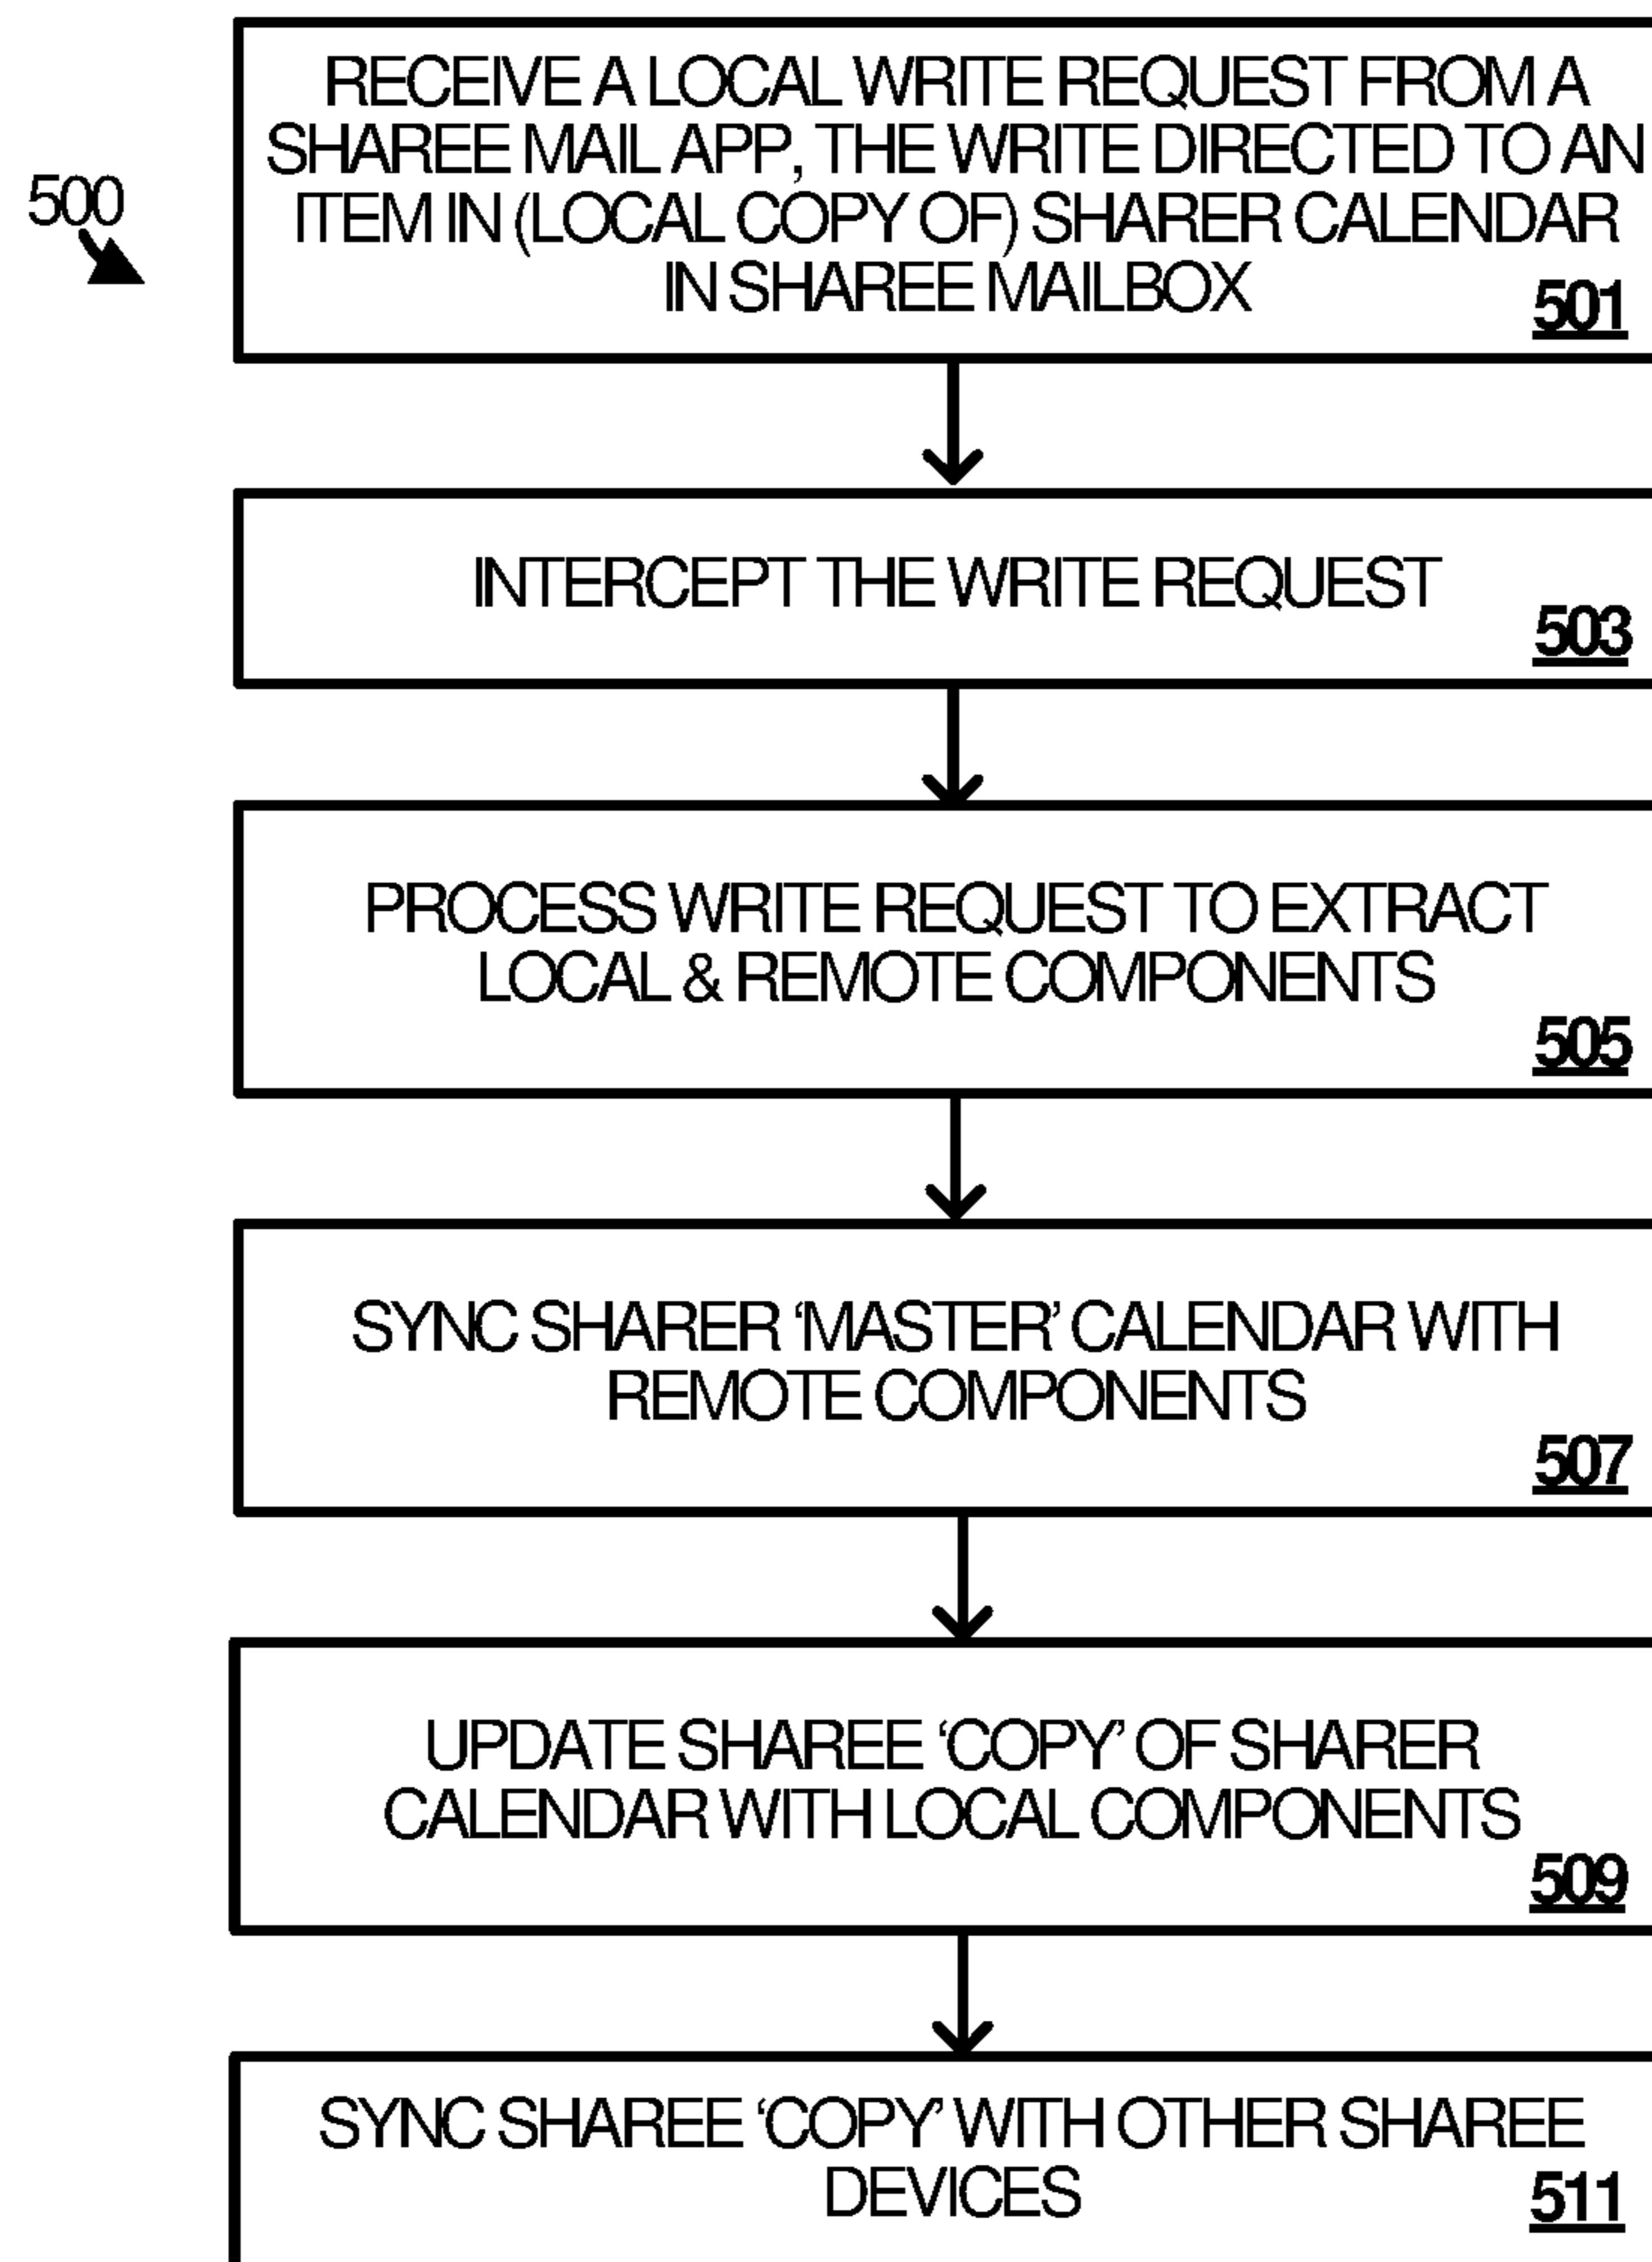 500
RECEIVE A LOCAL WRITE REQUEST FROM A
SHAREE MAIL APP, THE WRITE DIRECTED TO AN
ITEM IN (LOCAL COPY OF) SHARER CALENDAR
IN SHAREE MAILBOX
501
INTERCEPT THE WRITE REQUEST
503
PROCESS WRITE REQUEST TO EXTRACT
LOCAL & REMOTE COMPONENTS
505
SYNC SHARER ‘MASTER’ CALENDAR WITH
REMOTE COMPONENTS
507
UPDATE SHAREE ‘COPY’ OF SHARER
CALENDAR WITH LOCAL COMPONENTS
509
SYNC SHAREE ‘COPY’ WITH OTHER SHAREE
DEVICES
511